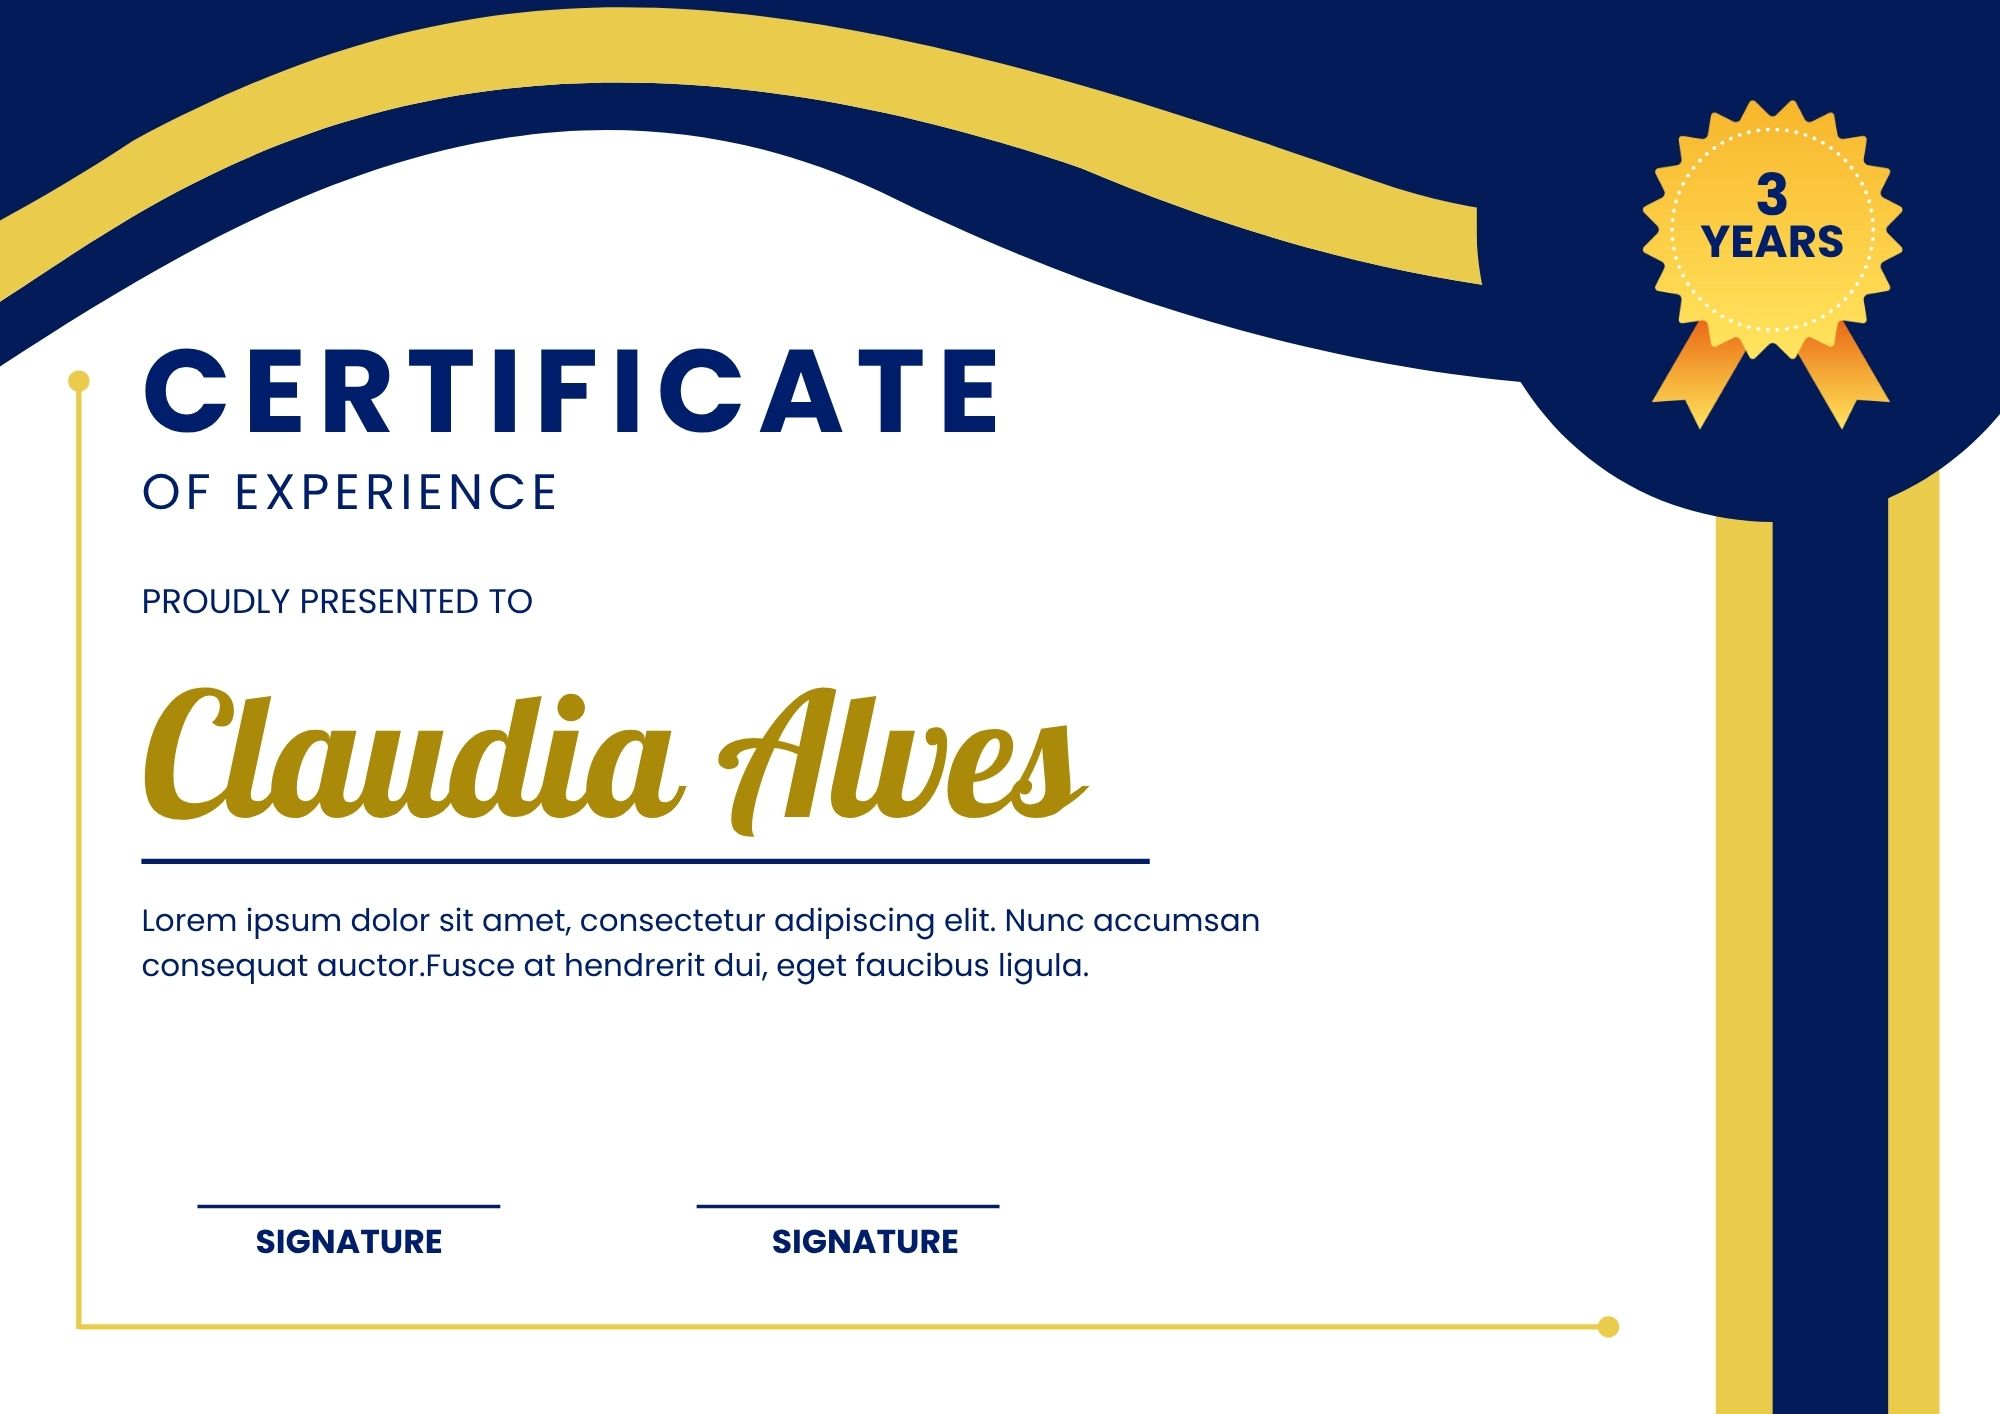 3
YEARS
CERTIFICATE
OF EXPERIENCE
PROUDLY PRESENTED TO
Claudia Alves
Lorem ipsum dolor sit amet, consectetur adipiscing elit. Nunc accumsan
consequat auctor.Fusce at hendrerit dui, eget faucibus ligula.
SIGNATURE
SIGNATURE